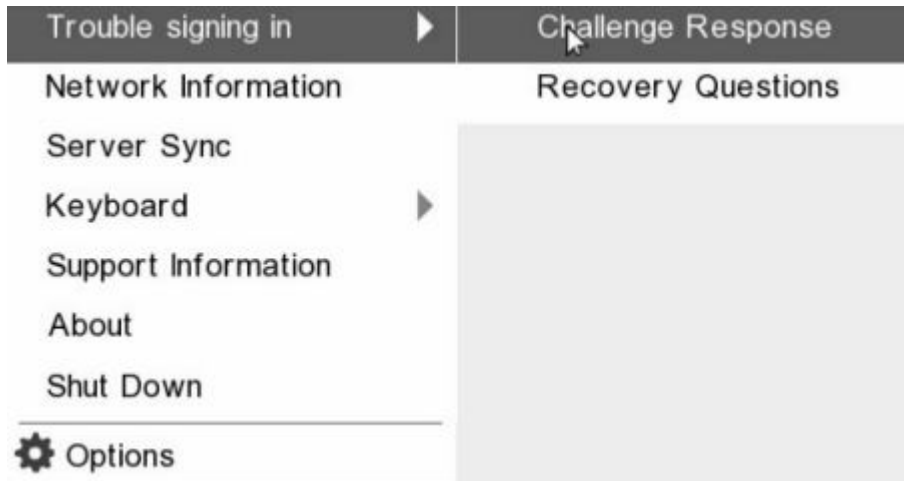 Trouble signing in
Challenge Response
Network Information
Recovery Questions
Server Sync
Keyboard
Support Information
About
Shut Down
Options